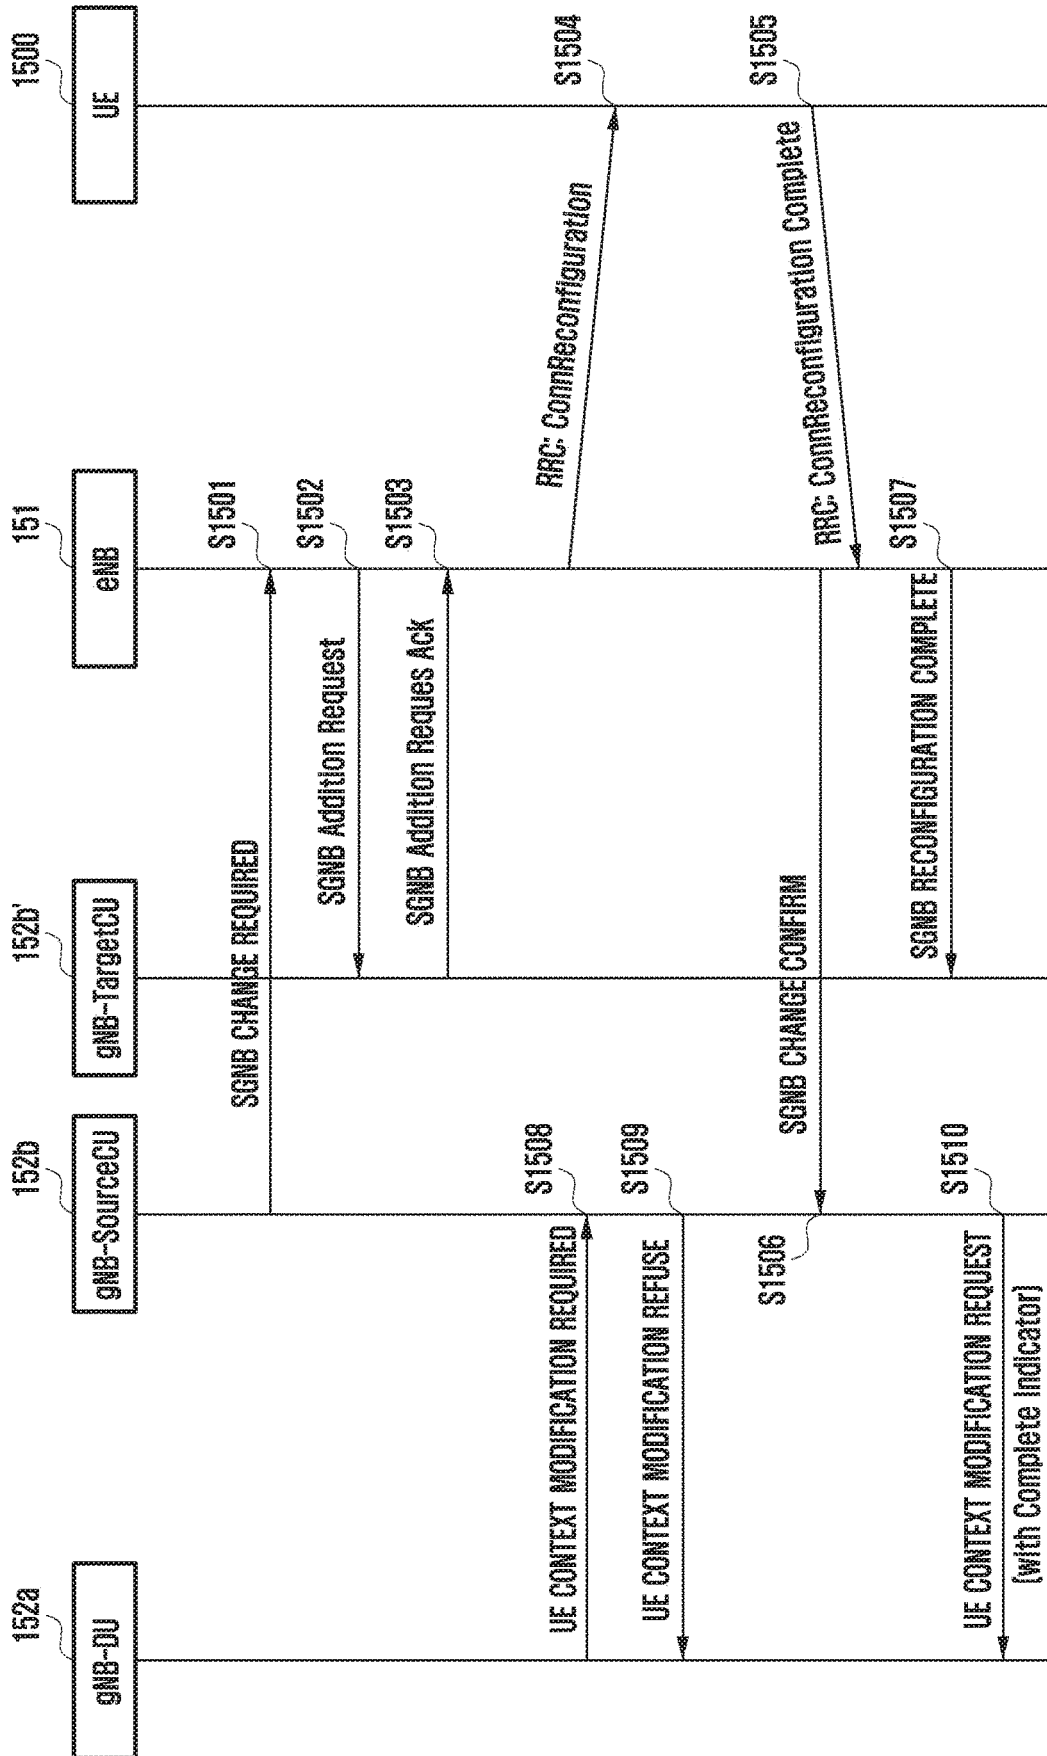 152a
gNB-DU
152b
gNB-SourceCU
152b'
gNB-TargetCU
151
eNB
1500
UE
SGNB CHANGE REQUIRED
S1501
SGNB Addition Request
S1502
SGNB Addition Reques Ack
S1503
RRC: ConnReconfiguration
S1504
UE CONTEXT MODIFICATION REQUIRED
S1508
UE CONTEXT MODIFICATION REFUSE
S1509
RRC: ConnReconfiguration Complete
S1505
SGNB CHANGE CONFIRM
S1506
SGNB RECONFIGURATION COMPLETE
S1507
UE CONTEXT MODIFICATION REQUEST
(with Complete Indicator)
S1510